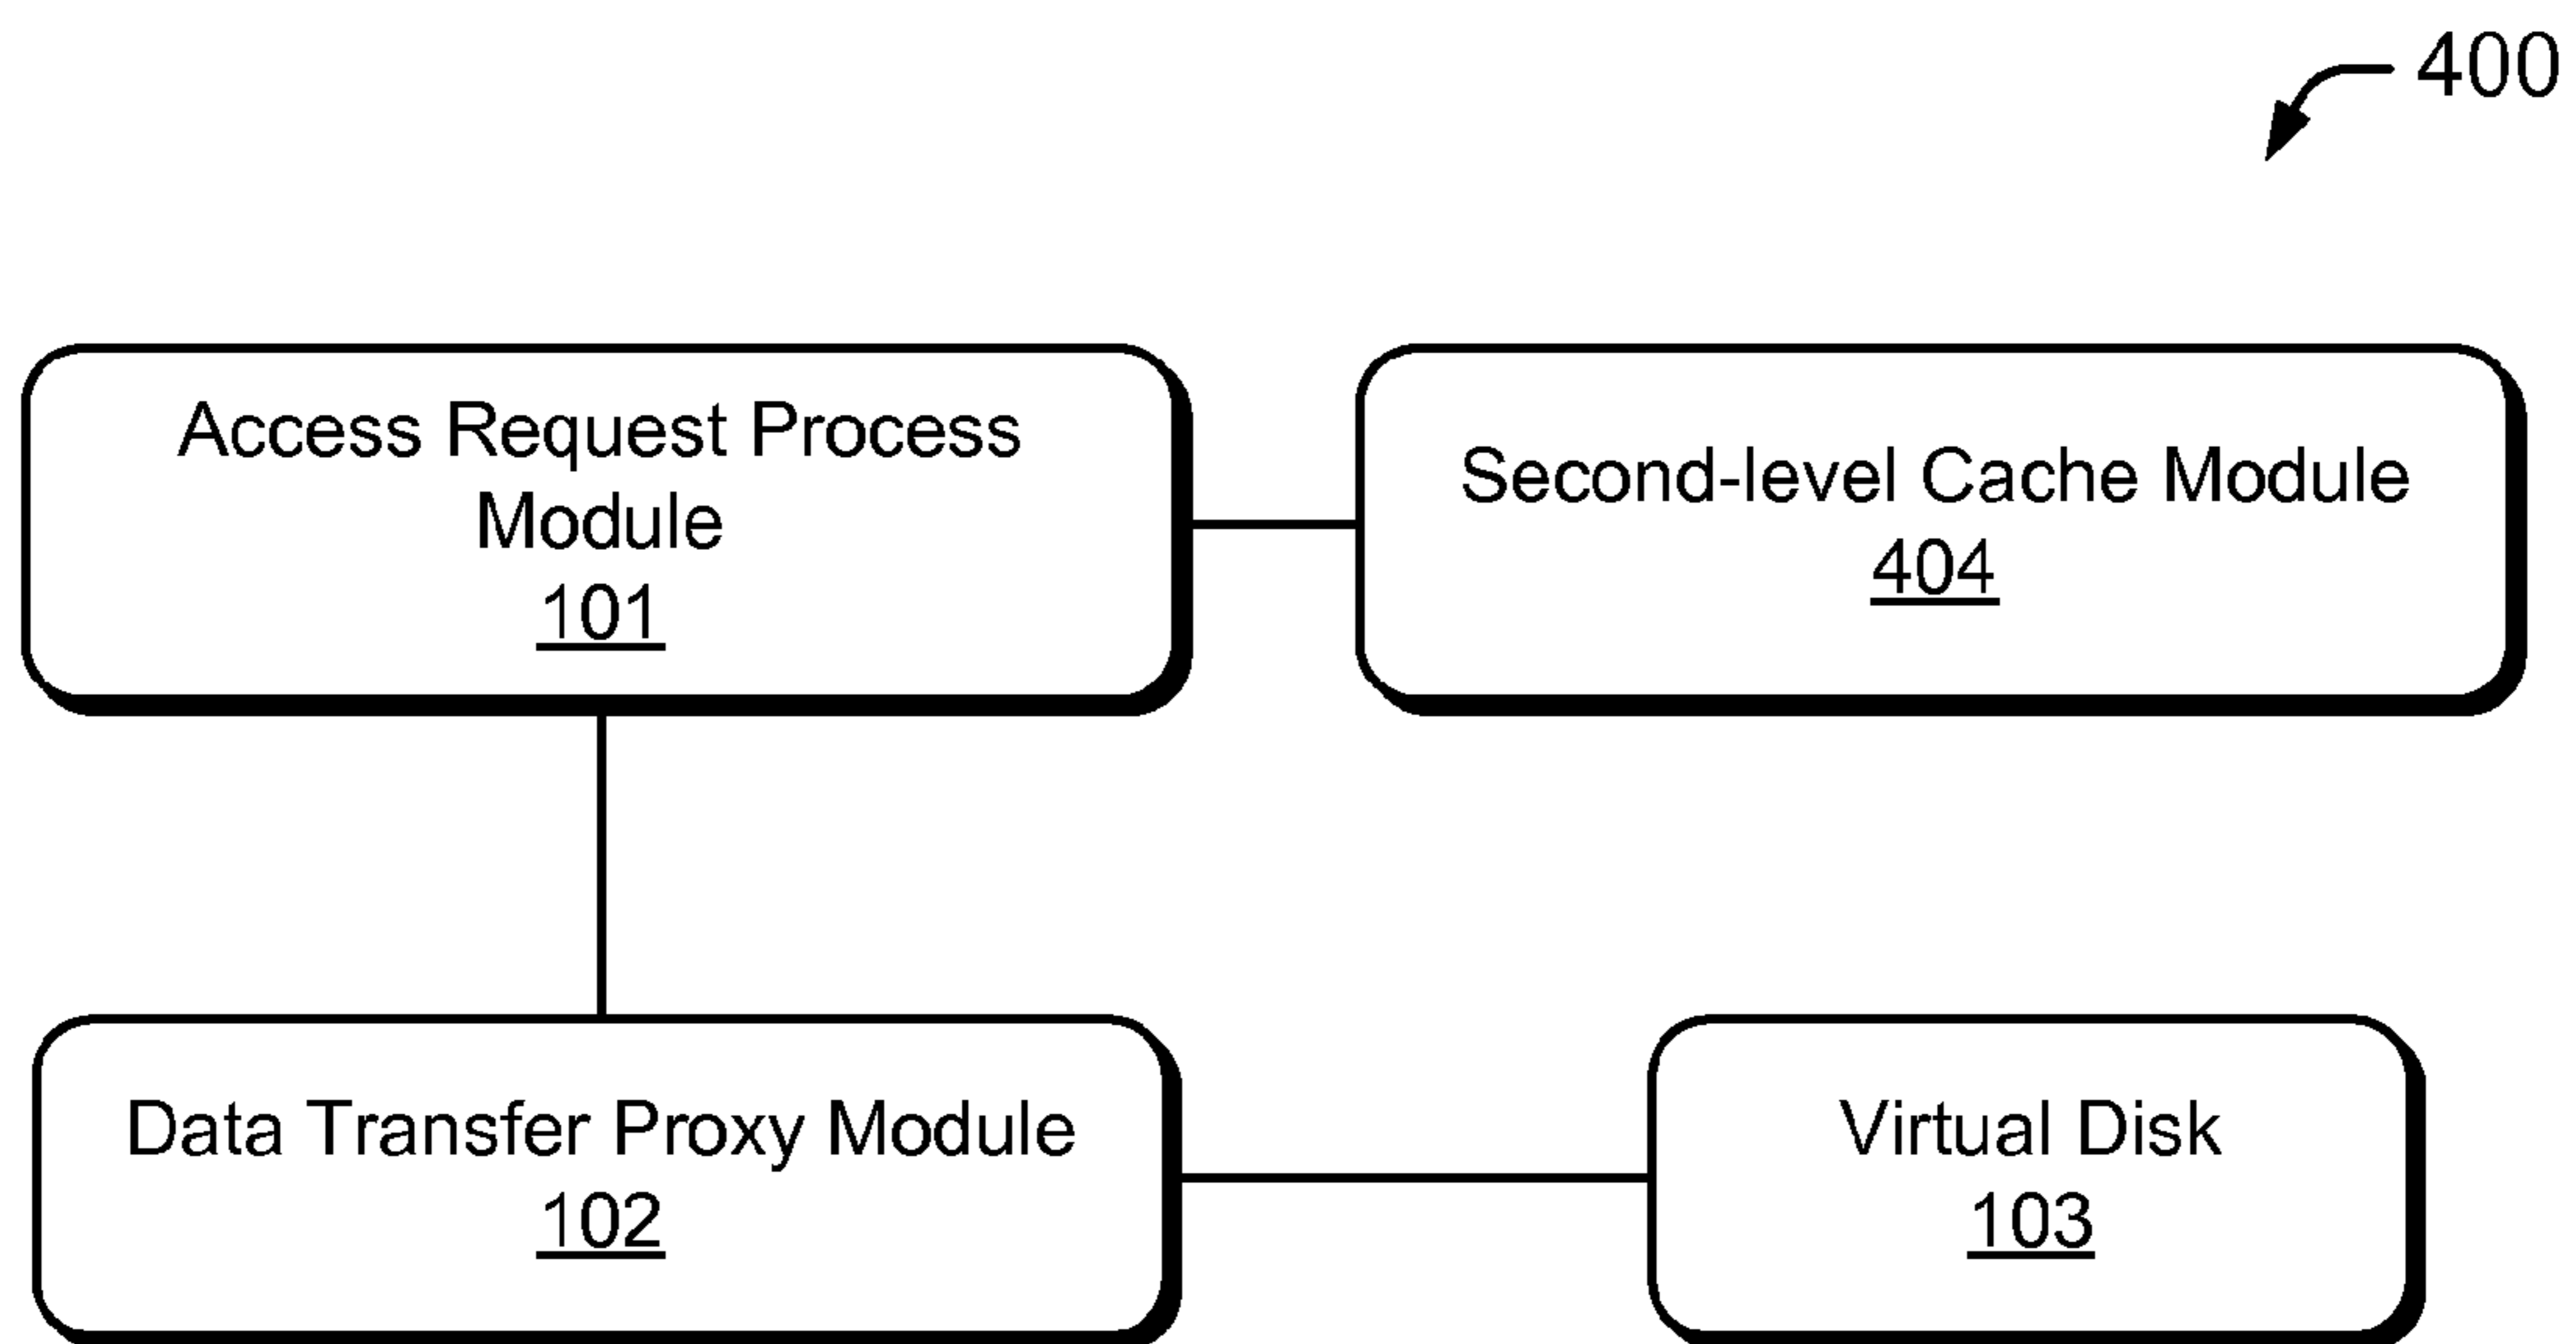 400
Access Request Process
Module
101
Second-level Cache Module
404
Data Transfer Proxy Module
102
Virtual Disk
103